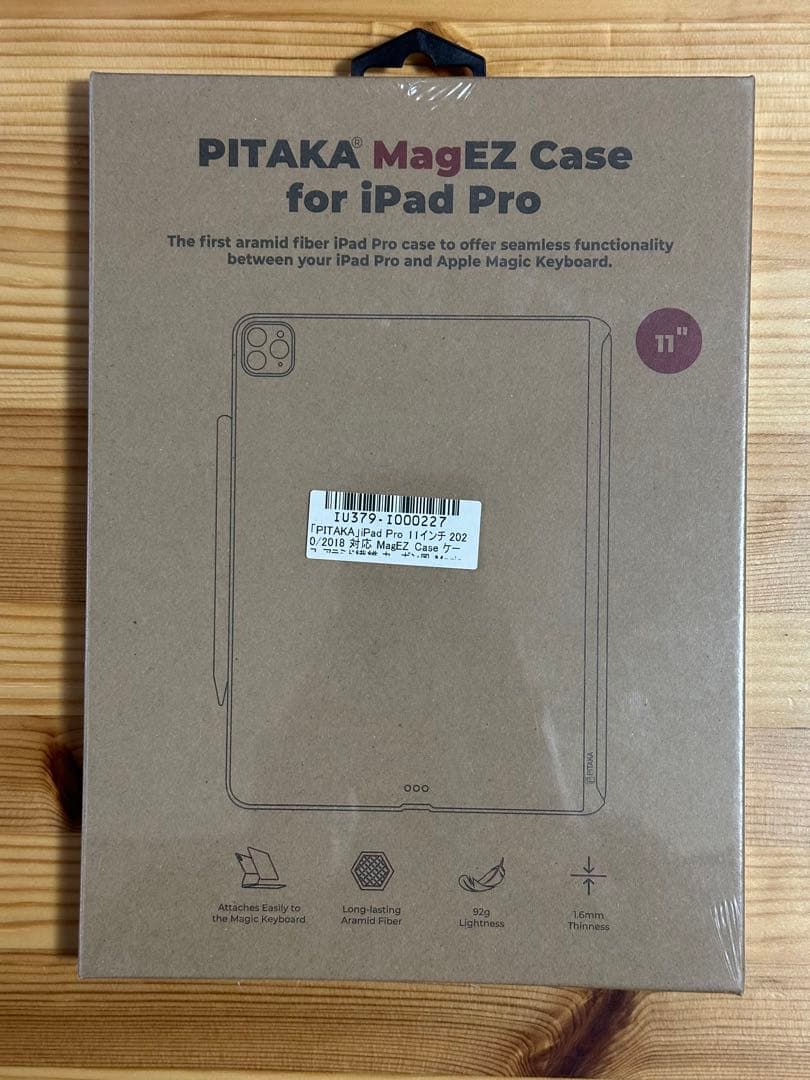 PITAKA® MagEZ Case
for iPad Pro
The first aramid fiber iPad Pro case to offer seamless functionality
between your iPad Pro and Apple Magic Keyboard.
11"
IU379-I000227
「PITAKA」iPad Pro 11インチ 202
0/2018 対応 MagEZ Case ケー
PITAKA
Attaches Easily to
the Magic Keyboard
Long-lasting
Aramid Fiber
92g
Lightness
1.6mm
Thinness